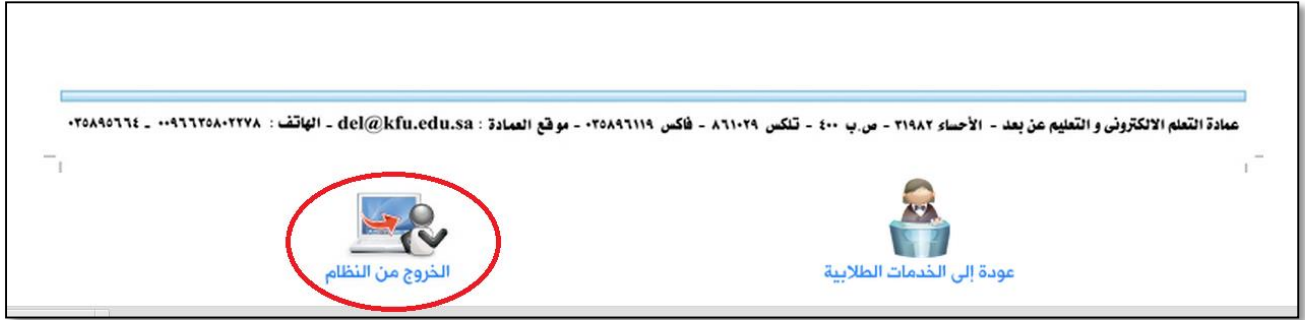 عمادة التعلم الالكترونى و التعليم عن بعد - الأحساء ٣١٩٨٢ - ص.ب ٤٠٠ - تلكس ٨٦١٠٢٩ - فاكس ٠٣٥٨٩٦١١٩ - موقع العمادة : del@kfu.edu.sa - الهاتف : ٠٠٩٦٦٣٥٨٠٢٢٧٨ - ٠٣٥٨٩٥٦٦٤
عودة إلى الخدمات الطلابية
الخروج من النظام